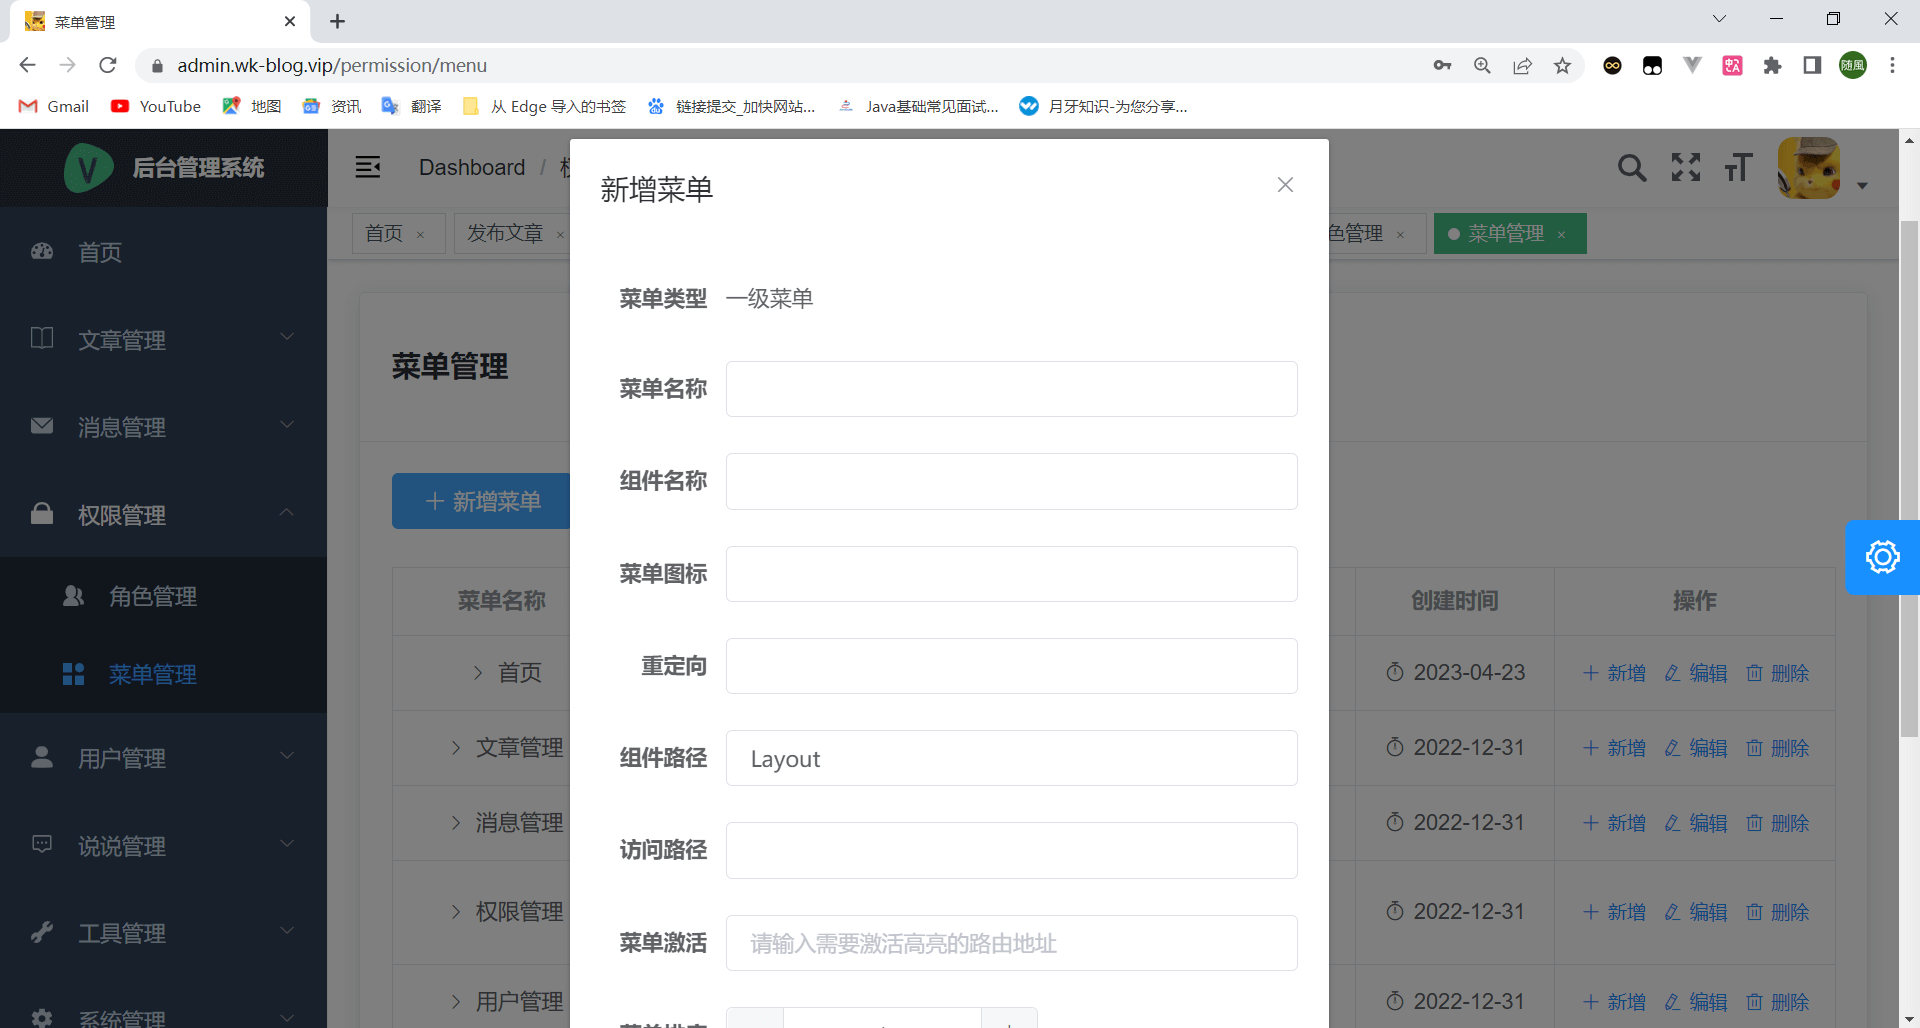 菜单管理
admin.wk-blog.vip/permission/menu
随風
Gmail YouTube 地图 资讯 翻译 从 Edge 导入的书签 链接提交_加快网站... Java基础常见面试... 月牙知识-为您分享...
V 后台管理系统
Dashboard /
首页 × 发布文章 × 色管理 × 菜单管理 ×
首页
文章管理
消息管理
权限管理
角色管理
菜单管理
用户管理
说说管理
工具管理
系统管理
菜单管理
新增菜单
菜单名称 创建时间 操作
首页 2023-04-23 新增 编辑 删除
文章管理 2022-12-31 新增 编辑 删除
消息管理 2022-12-31 新增 编辑 删除
权限管理 2022-12-31 新增 编辑 删除
用户管理 2022-12-31 新增 编辑 删除
新增菜单
菜单类型 一级菜单
菜单名称
组件名称
菜单图标
重定向
组件路径 Layout
访问路径
菜单激活 请输入需要激活高亮的路由地址